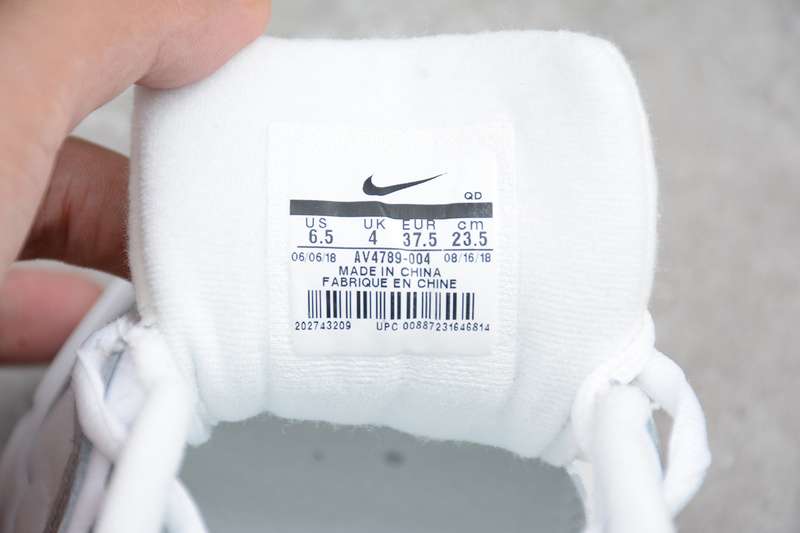 QD
US UK EUR cm
6.5 4 37.5 23.5
06/06/18 AV4789-004 08/16/18
MADE IN CHINA
FABRIQUE EN CHINE
202743209 UPC 00887231646814